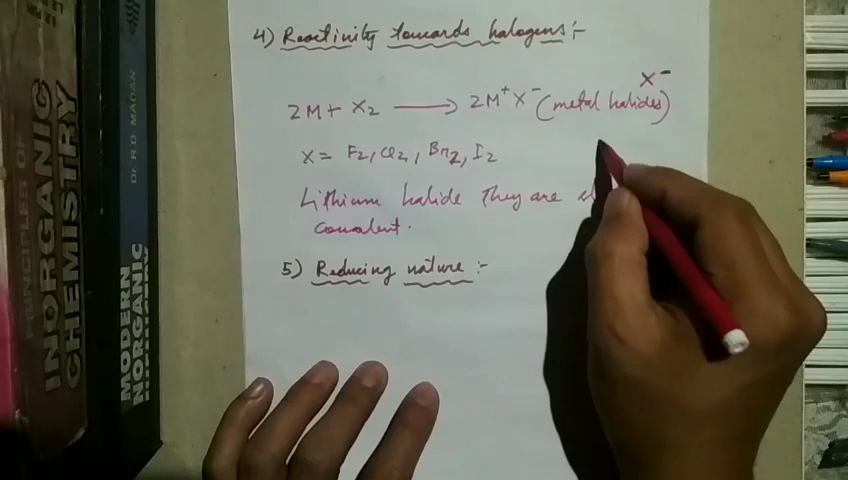 PRINCIPLES OF
INORGANIC
CHEMISTRY
MODERN
INORGANIC
Dr. R.D. MADAN
4) Reactivity towards halogens :-
X⁻
2M + X₂ ⟶ 2M⁺X⁻ (metal halides)
X = F₂, Cl₂, Br₂, I₂
Lithium halide They are
covalent.
5) Reducing nature :-